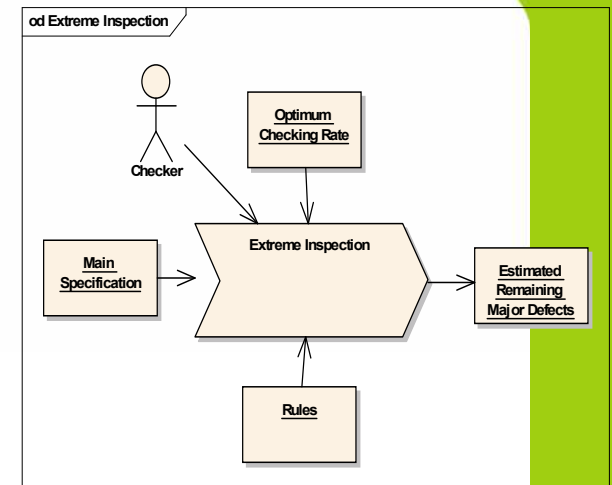 od Extreme Inspection
Checker
Optimum
Checking Rate
Extreme Inspection
Main
Specification
Estimated
Remaining
Major Defects
Rules